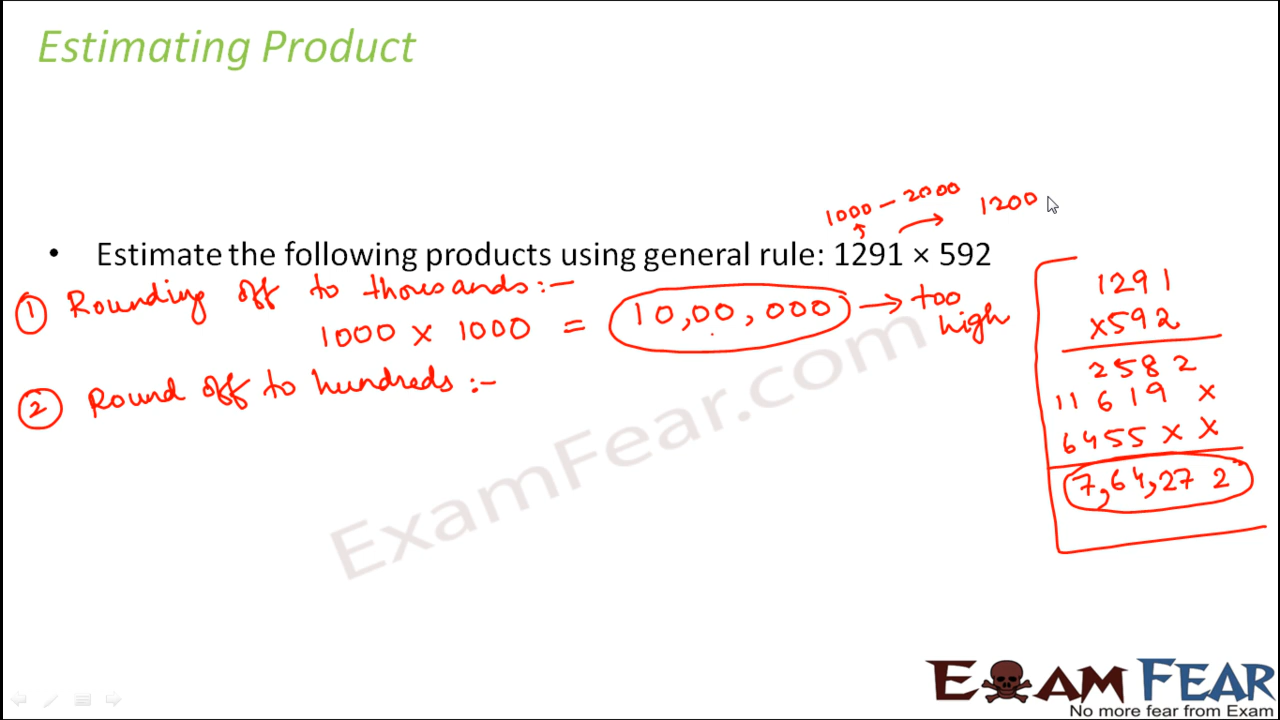 Estimating Product
1000 – 2000
1200
• Estimate the following products using general rule: 1291 × 592
① Rounding off to thousands :-
1000 × 1000 = 10,00,000 → too high
② Round off to hundreds :-
1291
×592
2582
11619 ×
6455 × ×
7,64,272
ExamFear.com
EXAM FEAR
No more fear from Exam